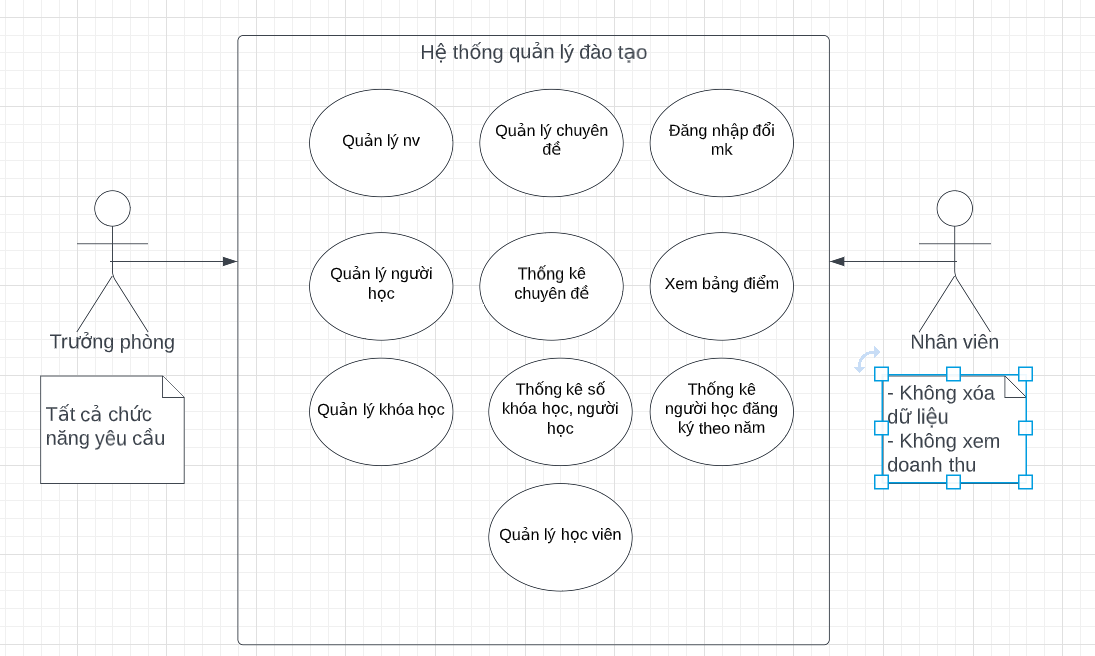 Hệ thống quản lý đào tạo
Quản lý nv
Quản lý chuyên
đề
Đăng nhập đổi
mk
Quản lý người
học
Thống kê
chuyên đề
Xem bảng điểm
Trưởng phòng
Nhân viên
Quản lý khóa học
Thống kê số
khóa học, người
học
Thống kê
người học đăng
ký theo năm
Tất cả chức
năng yêu cầu
- Không xóa
dữ liệu
- Không xem
doanh thu
Quản lý học viên